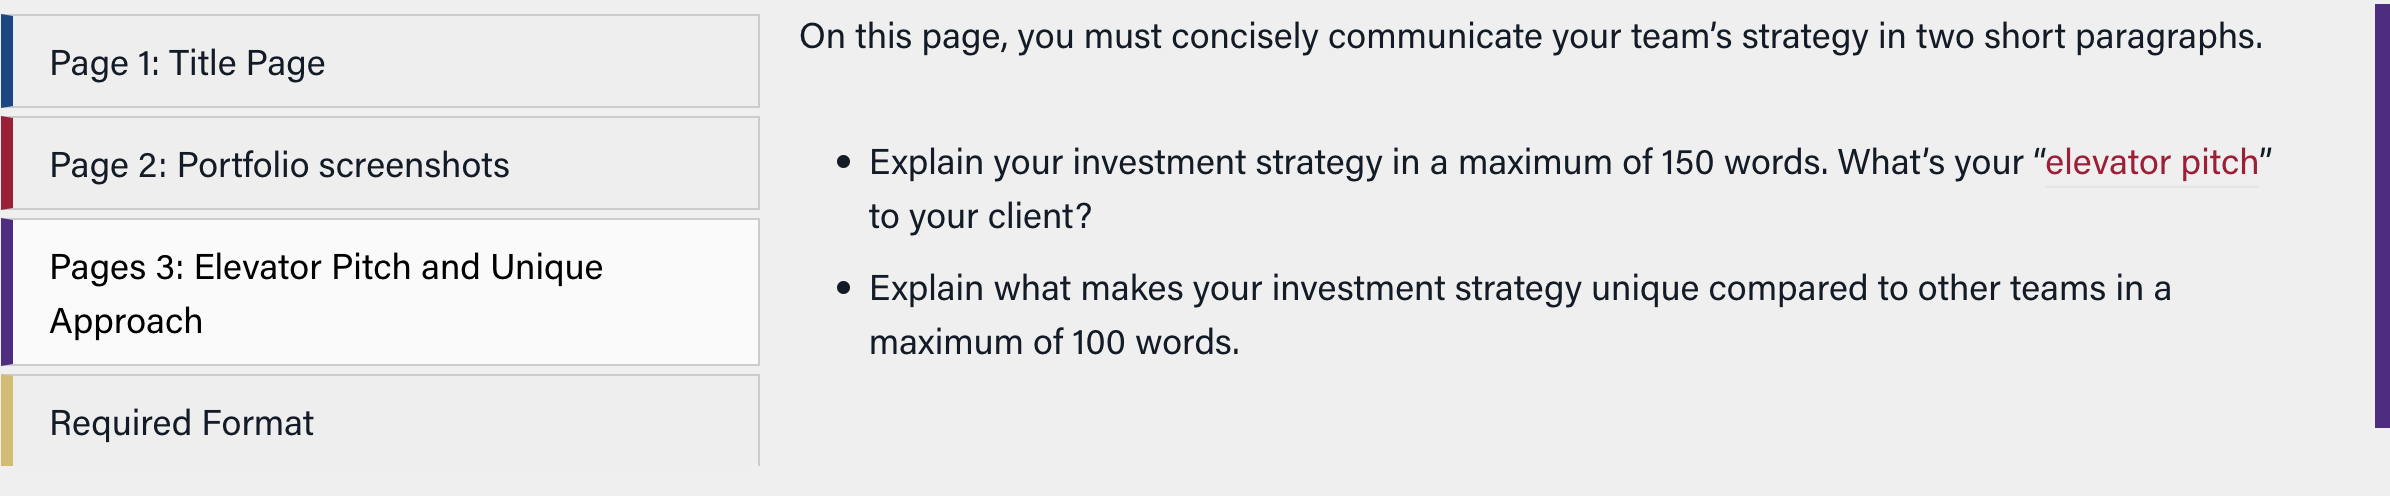 Page 1: Title Page
Page 2: Portfolio screenshots
Pages 3: Elevator Pitch and Unique
Approach
Required Format
On this page, you must concisely communicate your team’s strategy in two short paragraphs.
• Explain your investment strategy in a maximum of 150 words. What’s your “elevator pitch”
to your client?
• Explain what makes your investment strategy unique compared to other teams in a
maximum of 100 words.